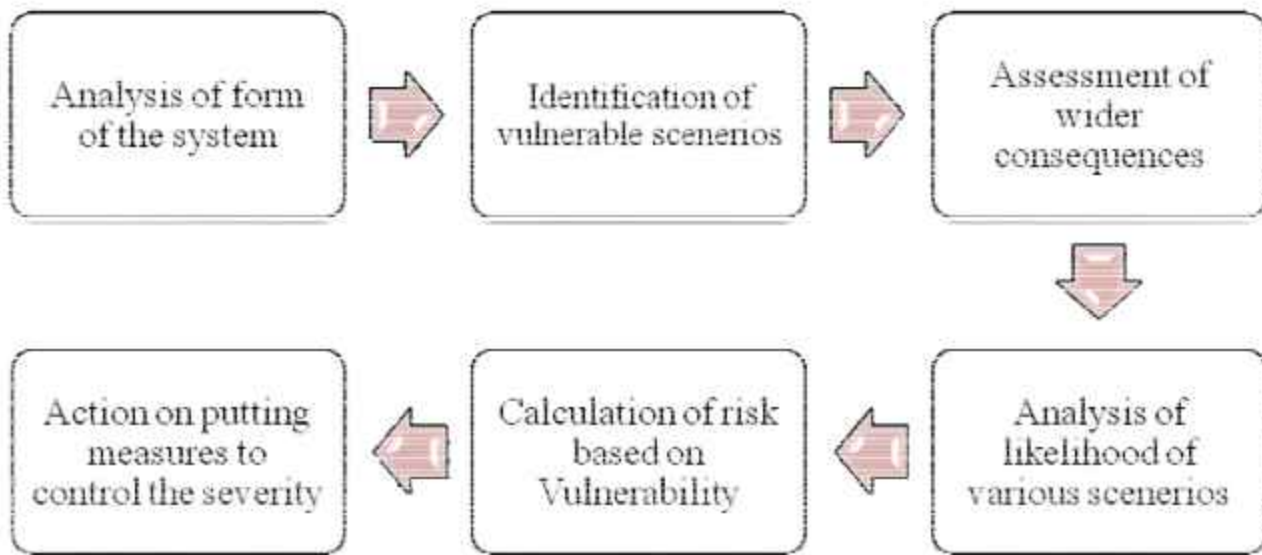 Analysis of form
of the system
Identification of
vulnerable scenerios
Assessment of
wider
consequences
Analysis of
likelihood of
various scenerios
Calculation of risk
based on
Vulnerability
Action on putting
measures to
control the severity